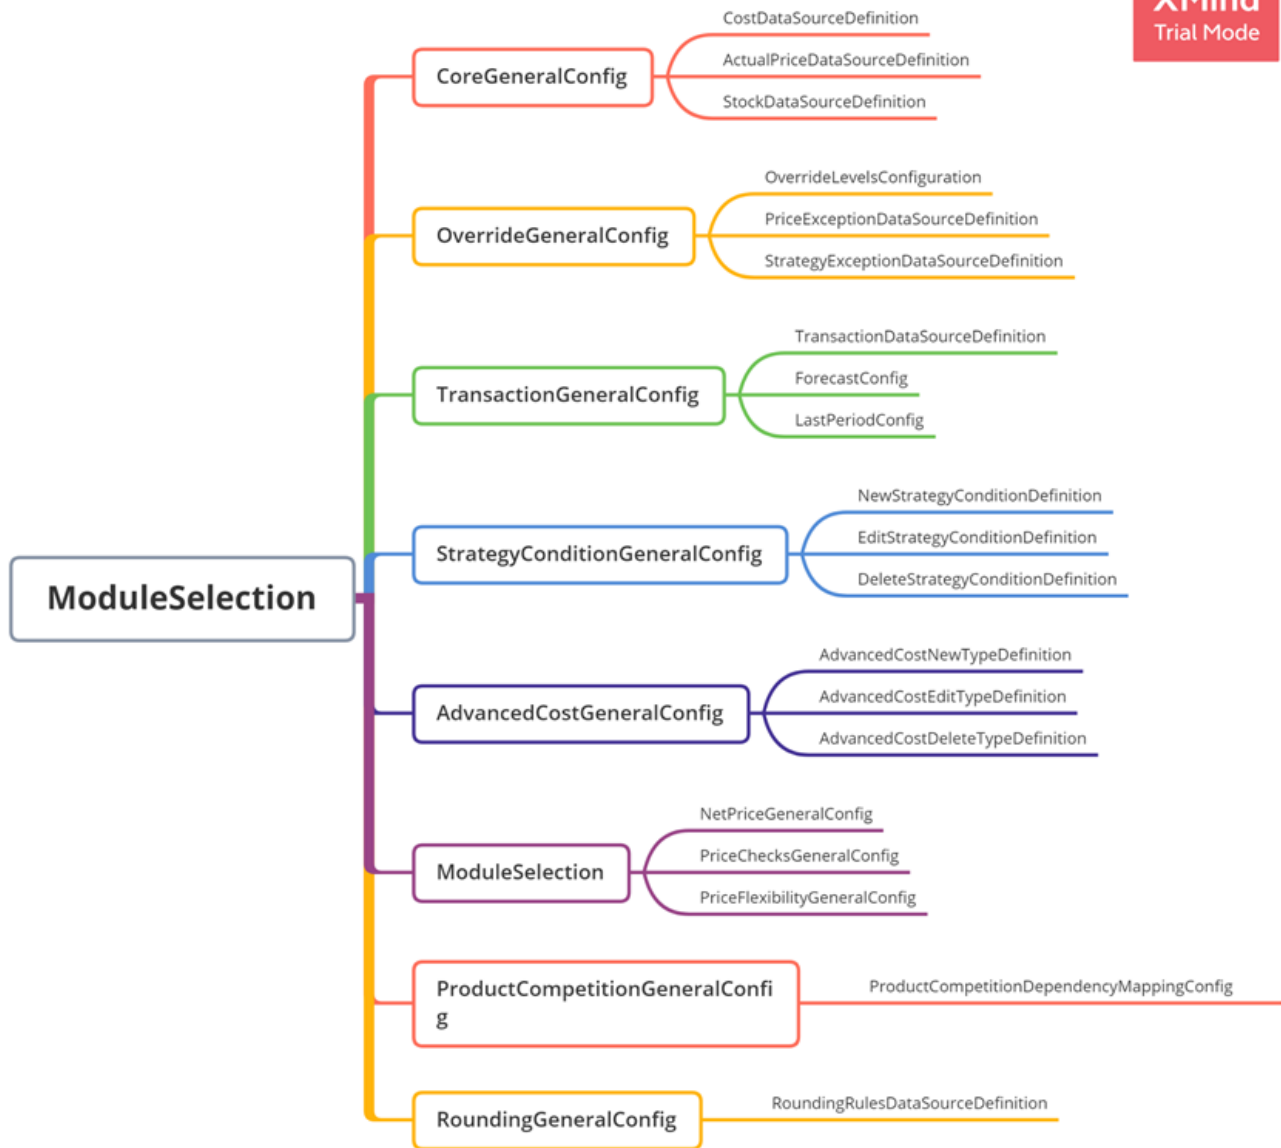 XMind
Trial Mode
CostDataSourceDefinition
CoreGeneralConfig
ActualPriceDataSourceDefinition
StockDataSourceDefinition
OverrideLevelsConfiguration
OverrideGeneralConfig
PriceExceptionDataSourceDefinition
StrategyExceptionDataSourceDefinition
TransactionDataSourceDefinition
TransactionGeneralConfig
ForecastConfig
LastPeriodConfig
NewStrategyConditionDefinition
StrategyConditionGeneralConfig
EditStrategyConditionDefinition
DeleteStrategyConditionDefinition
ModuleSelection
AdvancedCostNewTypeDefinition
AdvancedCostGeneralConfig
AdvancedCostEditTypeDefinition
AdvancedCostDeleteTypeDefinition
NetPriceGeneralConfig
ModuleSelection
PriceChecksGeneralConfig
PriceFlexibilityGeneralConfig
ProductCompetitionGeneralConfi
g
ProductCompetitionDependencyMappingConfig
RoundingGeneralConfig
RoundingRulesDataSourceDefinition